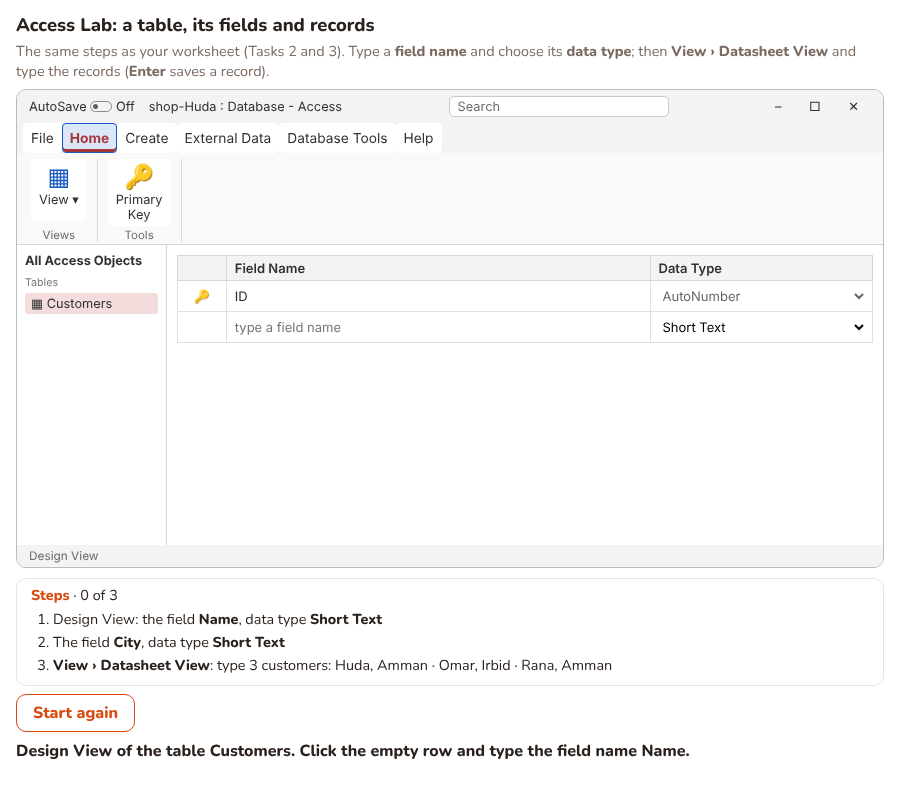 Access Lab: a table, its fields and records
The same steps as your worksheet (Tasks 2 and 3). Type a field name and choose its data type; then View › Datasheet View and
type the records (Enter saves a record).
AutoSave Off shop-Huda : Database - Access Search
File Home Create External Data Database Tools Help
View ▾ Primary Key
Views Tools
All Access Objects
Tables
Customers
Field Name Data Type
ID AutoNumber
type a field name Short Text
Design View
Steps · 0 of 3
1. Design View: the field Name, data type Short Text
2. The field City, data type Short Text
3. View › Datasheet View: type 3 customers: Huda, Amman · Omar, Irbid · Rana, Amman
Start again
Design View of the table Customers. Click the empty row and type the field name Name.